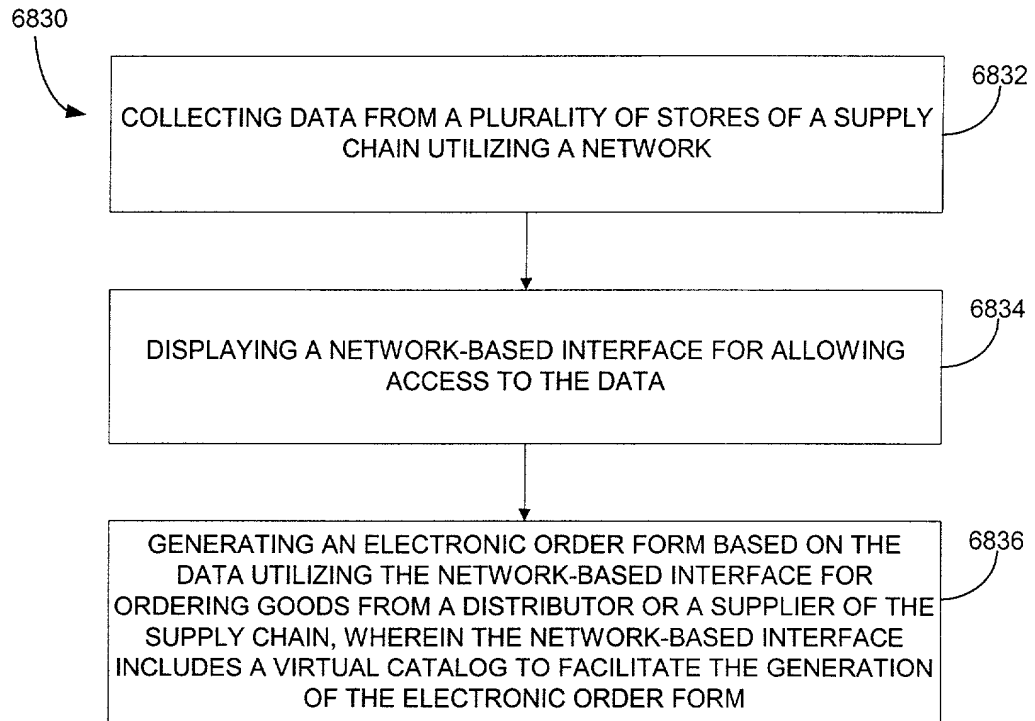 6830
6832
COLLECTING DATA FROM A PLURALITY OF STORES OF A SUPPLY
CHAIN UTILIZING A NETWORK
6834
DISPLAYING A NETWORK-BASED INTERFACE FOR ALLOWING
ACCESS TO THE DATA
6836
GENERATING AN ELECTRONIC ORDER FORM BASED ON THE
DATA UTILIZING THE NETWORK-BASED INTERFACE FOR
ORDERING GOODS FROM A DISTRIBUTOR OR A SUPPLIER OF THE
SUPPLY CHAIN, WHEREIN THE NETWORK-BASED INTERFACE
INCLUDES A VIRTUAL CATALOG TO FACILITATE THE GENERATION
OF THE ELECTRONIC ORDER FORM